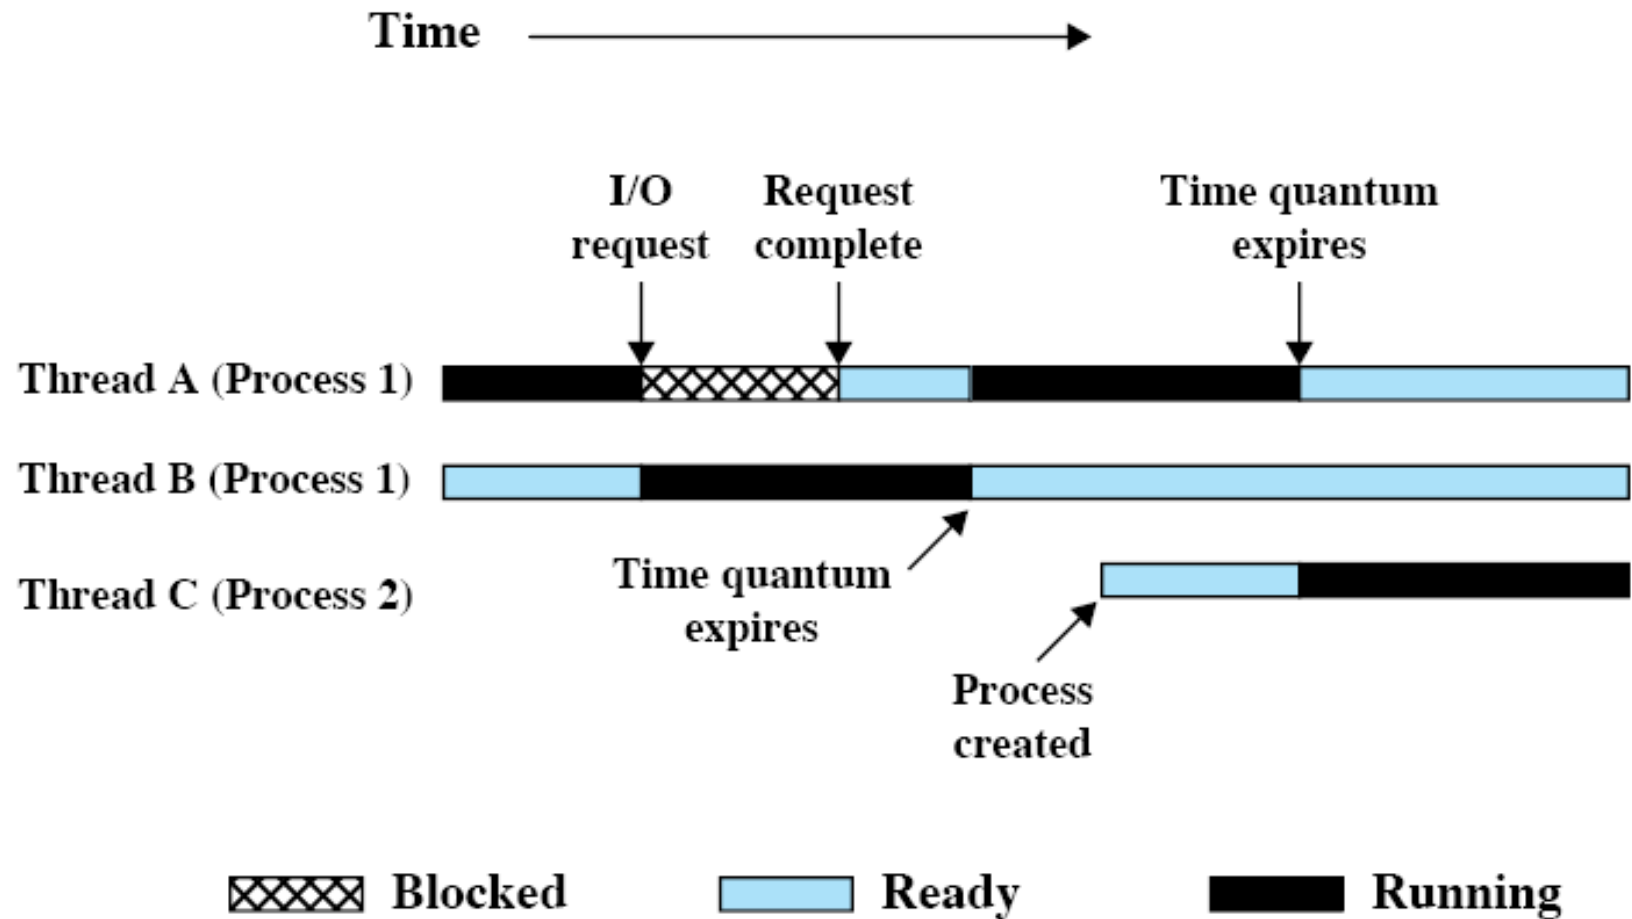 Time
I/O
request
Request
complete
Time quantum
expires
Thread A (Process 1)
Thread B (Process 1)
Thread C (Process 2)
Time quantum
expires
Process
created
Blocked
Ready
Running